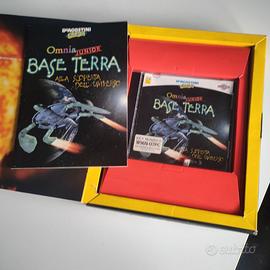 DEAGOSTINI
Omnia JUNIOR
BASE TERRA
ALLA SCOPERTA
DELL'UNIVERSO
DEAGOSTINI
Omnia JUNIOR
BASE TERRA
ALLA SCOPERTA
DELL'UNIVERSO
subito